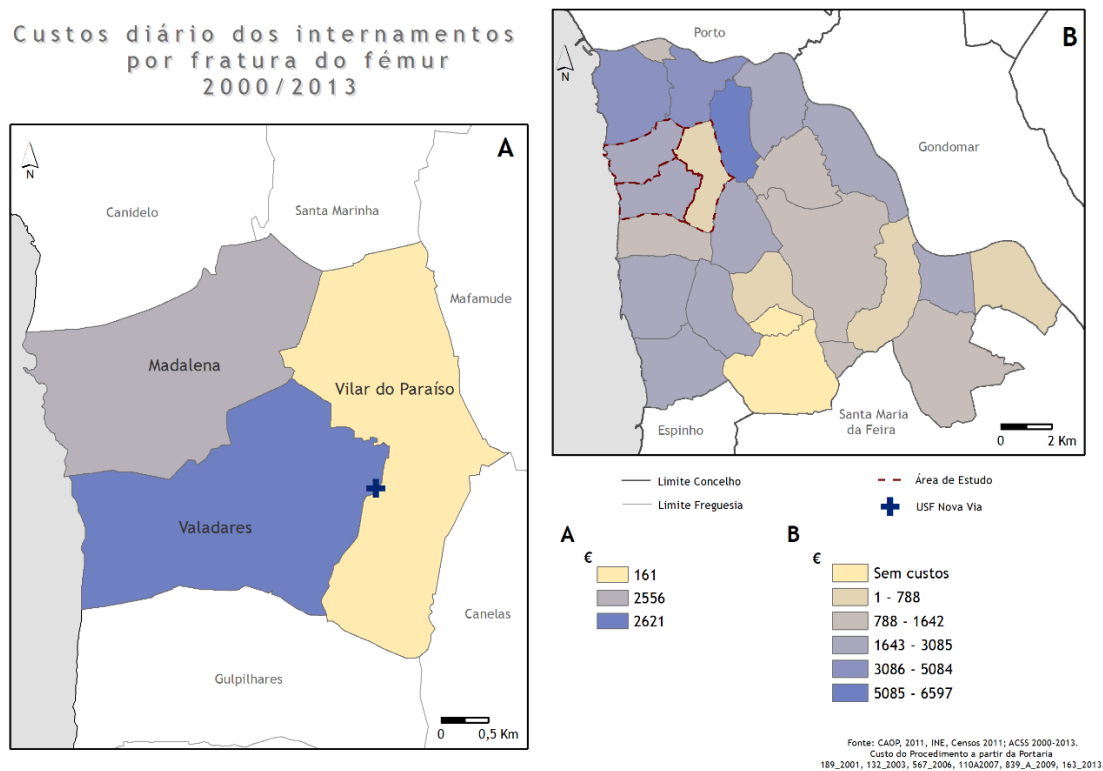 Custos diário dos internamentos
por fratura do fémur
2000/2013
A
N
Canidelo
Santa Marinha
Mafamude
Madalena
Vilar do Paraíso
Valadares
Canelas
Gulpilhares
0 0,5 Km
B
N
Porto
Gondomar
Santa Maria
da Feira
Espinho
0 2 Km
Limite Concelho
Área de Estudo
Limite Freguesia
USF Nova Via
A
€
161
2556
2621
B
€
Sem custos
1 - 788
788 - 1642
1643 - 3085
3086 - 5084
5085 - 6597
Fonte: CAOP, 2011, INE, Censos 2011; ACSS 2000-2013.
Custo do Procedimento a partir da Portaria
189_2001, 132_2003, 567_2006, 110A2007, 839_A_2009, 163_2013.